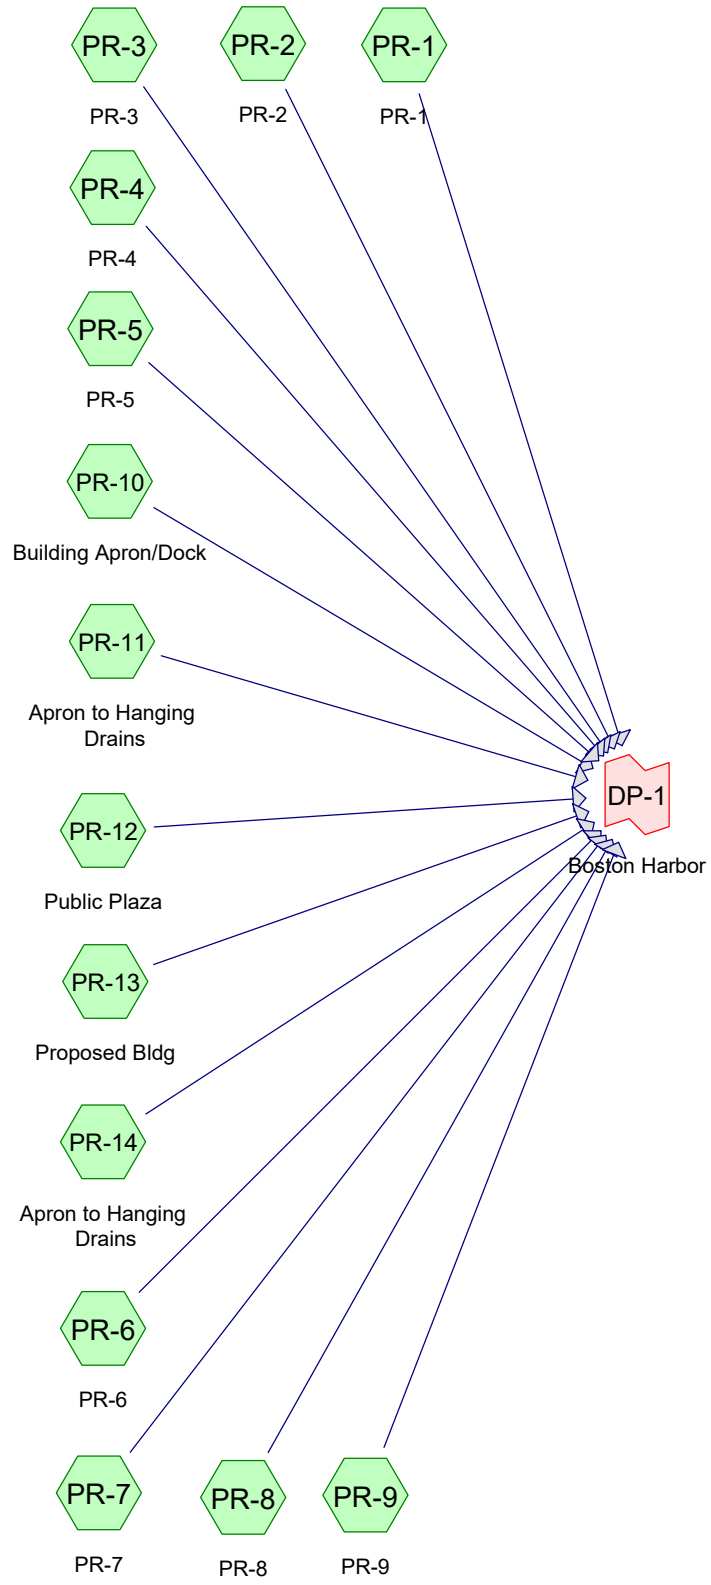 PR-3
PR-2
PR-1
PR-3
PR-2
PR-1
PR-4
PR-4
PR-5
PR-5
PR-10
Building Apron/Dock
PR-11
Apron to Hanging
Drains
DP-1
Boston Harbor
PR-12
Public Plaza
PR-13
Proposed Bldg
PR-14
Apron to Hanging
Drains
PR-6
PR-6
PR-7
PR-8
PR-9
PR-7
PR-8
PR-9